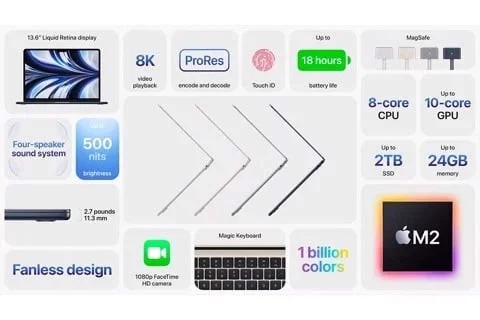 13.6" Liquid Retina display
8K
video
playback
ProRes
encode and decode
Touch ID
Up to
18 hours
battery life
MagSafe
8-core
CPU
Up to
10-core
GPU
Four-speaker
sound system
Up to
500
nits
brightness
Up to
2TB
SSD
Up to
24GB
memory
2.7 pounds
11.3 mm
Fanless design
1080p FaceTime
HD camera
Magic Keyboard
1 billion
colors
M2